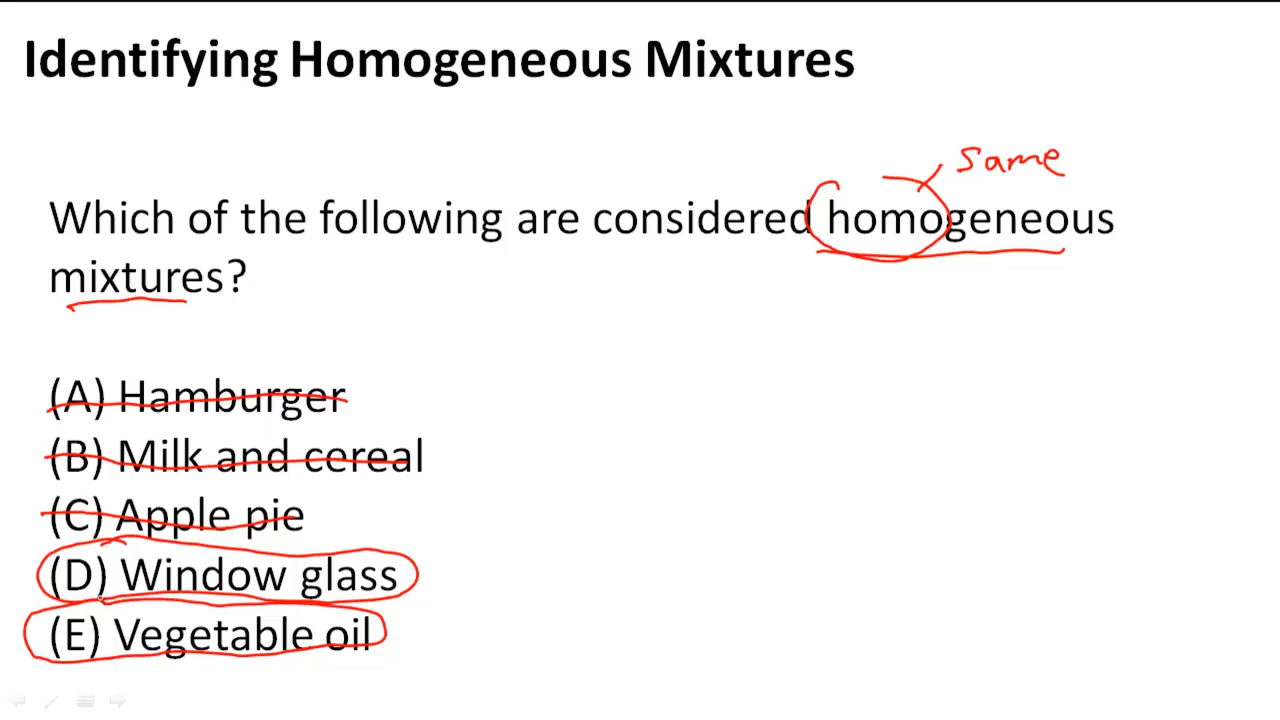 Identifying Homogeneous Mixtures
same
Which of the following are considered homogeneous
mixtures?
(A) Hamburger
(B) Milk and cereal
(C) Apple pie
(D) Window glass
(E) Vegetable oil